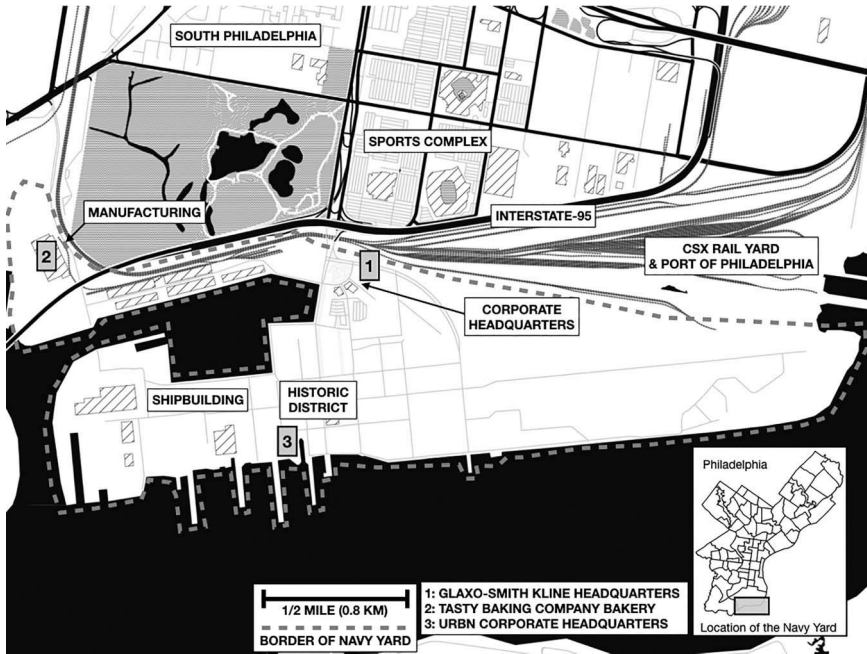 SOUTH PHILADELPHIA
SPORTS COMPLEX
MANUFACTURING
INTERSTATE-95
2
1
CSX RAIL YARD
& PORT OF PHILADELPHIA
CORPORATE
HEADQUARTERS
SHIPBUILDING
HISTORIC
DISTRICT
3
Philadelphia
Location of the Navy Yard
1/2 MILE (0.8 KM)
BORDER OF NAVY YARD
1: GLAXO-SMITH KLINE HEADQUARTERS
2: TASTY BAKING COMPANY BAKERY
3: URBN CORPORATE HEADQUARTERS